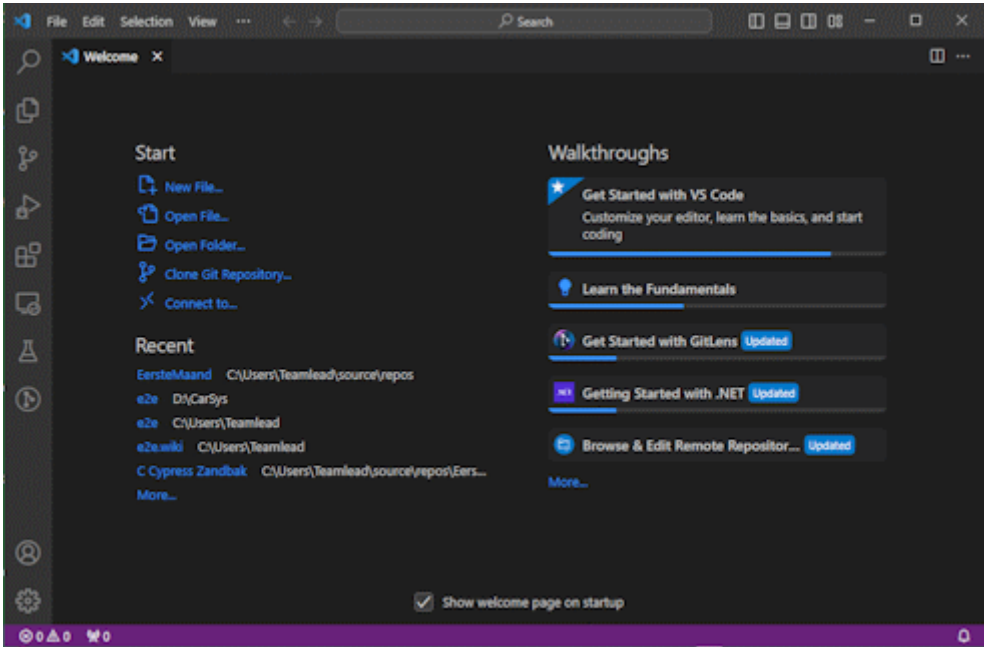 File Edit Selection View ··· Search
Welcome
Start
New File...
Open File...
Open Folder...
Clone Git Repository...
Connect to...
Recent
EersteMaand C:\Users\Teamlead\source\repos
e2e D:\CarSys
e2e C:\Users\Teamlead
e2e.wiki C:\Users\Teamlead
C Cypress Zandbak C:\Users\Teamlead\source\repos\Eers...
More...
Walkthroughs
Get Started with VS Code
Customize your editor, learn the basics, and start
coding
Learn the Fundamentals
Get Started with GitLens Updated
.NET Getting Started with .NET Updated
Browse & Edit Remote Repositor... Updated
More...
Show welcome page on startup
0 0 0